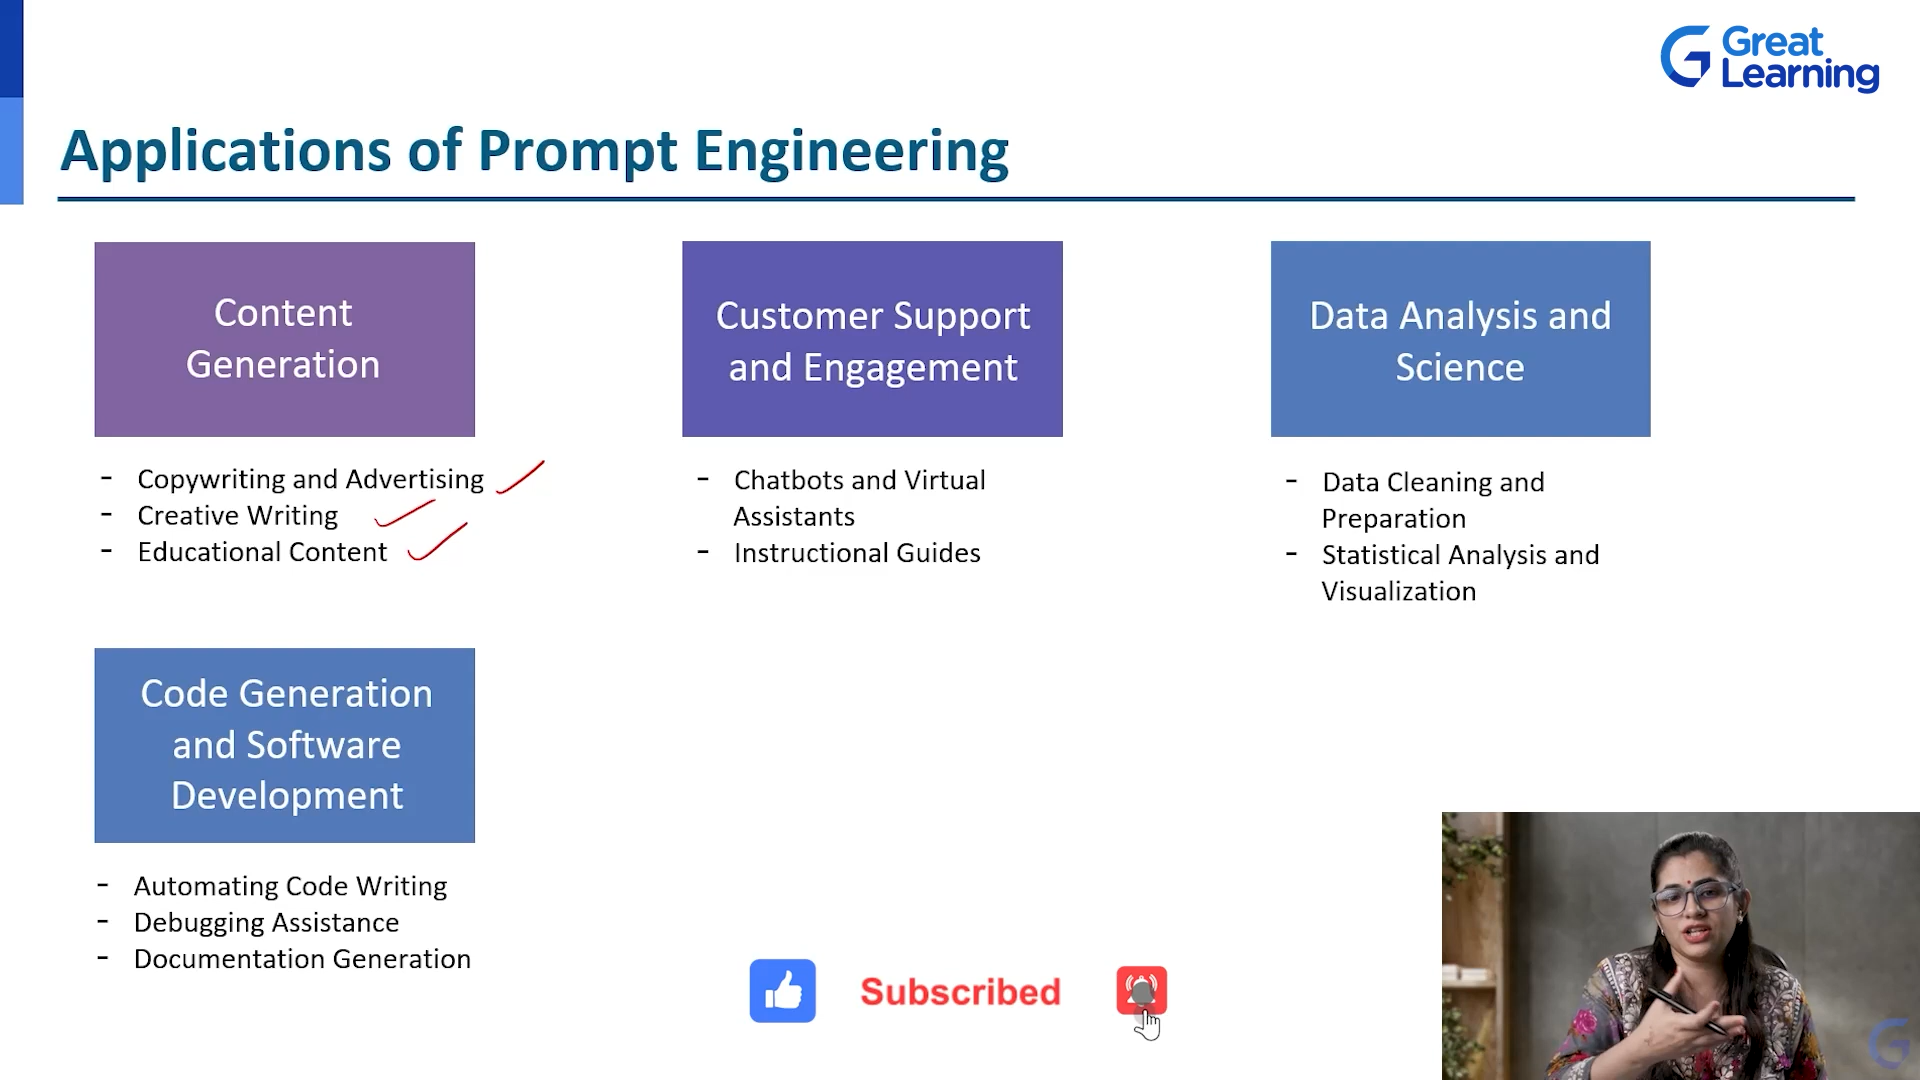 Great
Learning
Applications of Prompt Engineering
Content
Generation
- Copywriting and Advertising
- Creative Writing
- Educational Content
Customer Support
and Engagement
- Chatbots and Virtual
Assistants
- Instructional Guides
Data Analysis and
Science
- Data Cleaning and
Preparation
- Statistical Analysis and
Visualization
Code Generation
and Software
Development
- Automating Code Writing
- Debugging Assistance
- Documentation Generation
Subscribed